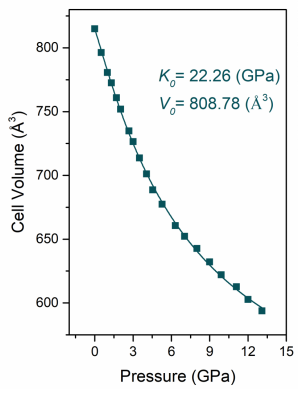 800
750
700
650
600
Cell Volume (Å³)
K₀= 22.26 (GPa)
V₀= 808.78 (Å³)
0 3 6 9 12 15
Pressure (GPa)